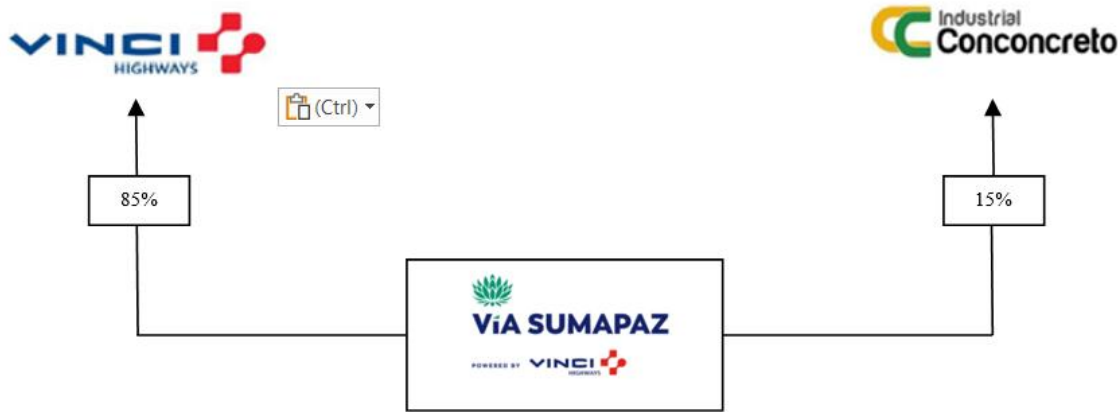 VINCI
HIGHWAYS
Industrial
Conconcreto
(Ctrl)
85%
15%
VíA SUMAPAZ
POWERED BY VINCI
HIGHWAYS